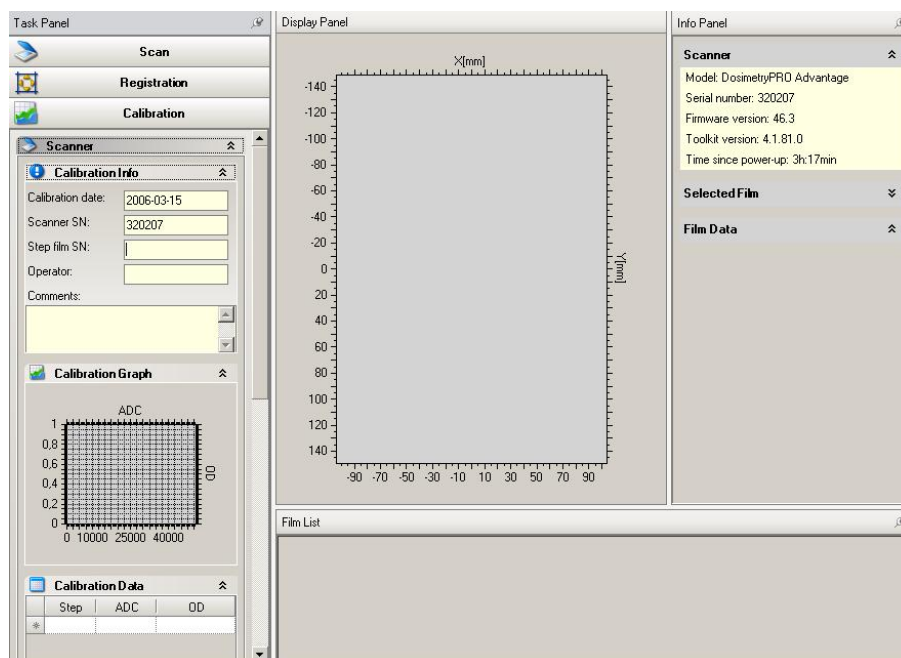 Task Panel
Scan
Registration
Calibration
Scanner
Calibration Info
Calibration date: 2006-03-15
Scanner SN: 320207
Step film SN:
Operator:
Comments:
Calibration Graph
ADC
1
0,8
0,6
0,4
0,2
0
OD
0 10000 25000 40000
Calibration Data
Step ADC OD
Display Panel
X[mm]
-140
-120
-100
-80
-60
-40
-20
0
20
40
60
80
100
120
140
Y[mm]
-90 -70 -50 -30 -10 10 30 50 70 90
Film List
Info Panel
Scanner
Model: DosimetryPRO Advantage
Serial number: 320207
Firmware version: 46.3
Toolkit version: 4.1.81.0
Time since power-up: 3h:17min
Selected Film
Film Data